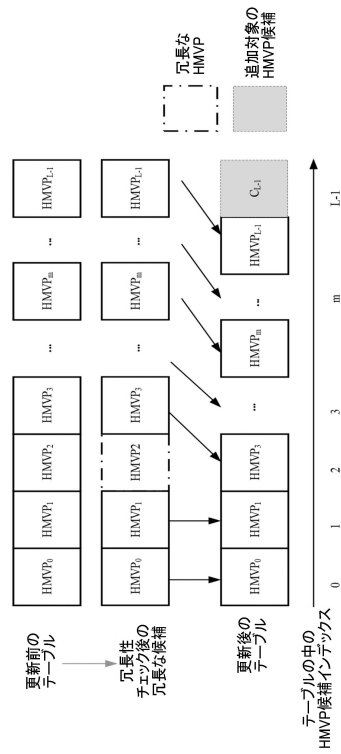 更新前の
テーブル
HMVP0 HMVP1 HMVP2 HMVP3 ... HMVPm ... HMVPL-1
冗長性
チェック後の
冗長な候補
HMVP0 HMVP1 HMVP2 HMVP3 ... HMVPm ... HMVPL-1
更新後の
テーブル
HMVP0 HMVP1 HMVP3 ... HMVPm ... HMVPL-1 CL-1
テーブルの中の
HMVP候補インデックス
0 1 2 3 m L-1
冗長な
HMVP
追加対象の
HMVP候補